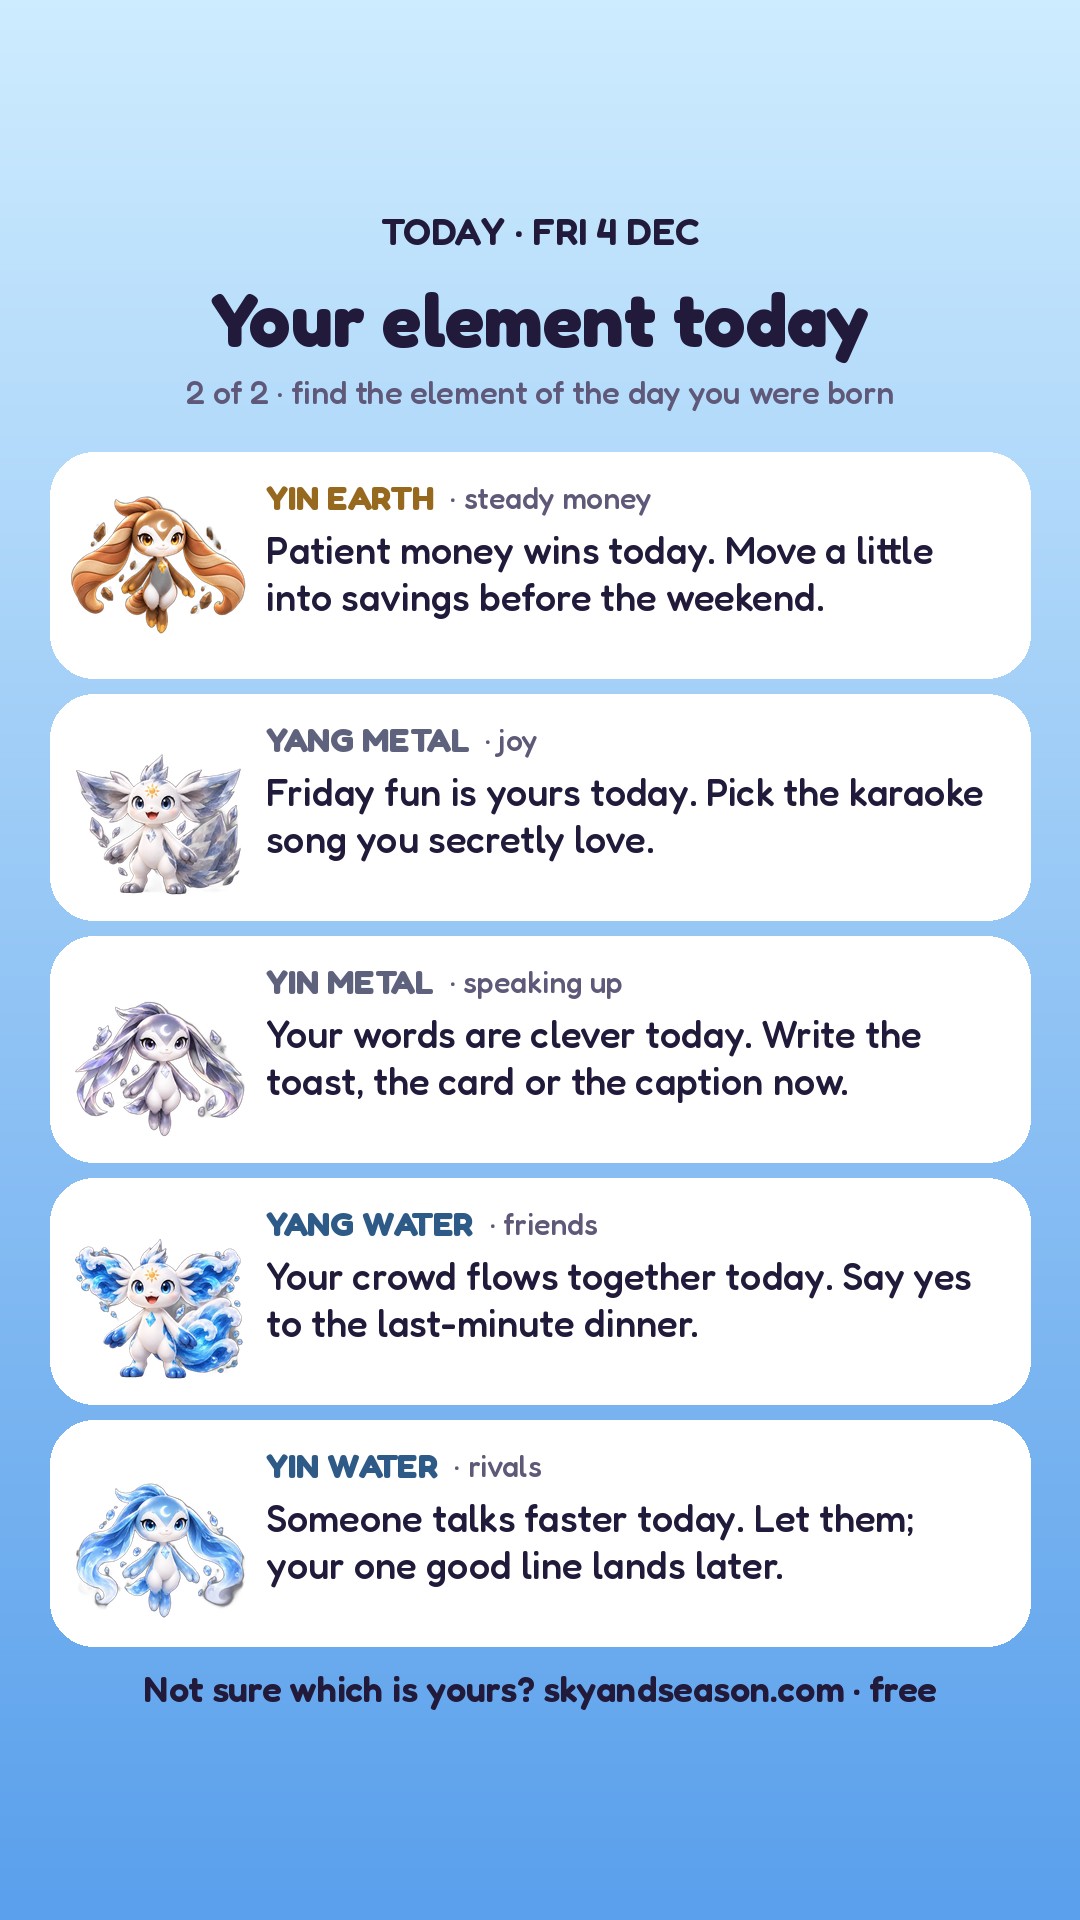 TODAY · FRI 4 DEC
Your element today
2 of 2 · find the element of the day you were born
YIN EARTH · steady money
Patient money wins today. Move a little
into savings before the weekend.
YANG METAL · joy
Friday fun is yours today. Pick the karaoke
song you secretly love.
YIN METAL · speaking up
Your words are clever today. Write the
toast, the card or the caption now.
YANG WATER · friends
Your crowd flows together today. Say yes
to the last-minute dinner.
YIN WATER · rivals
Someone talks faster today. Let them;
your one good line lands later.
Not sure which is yours? skyandseason.com · free